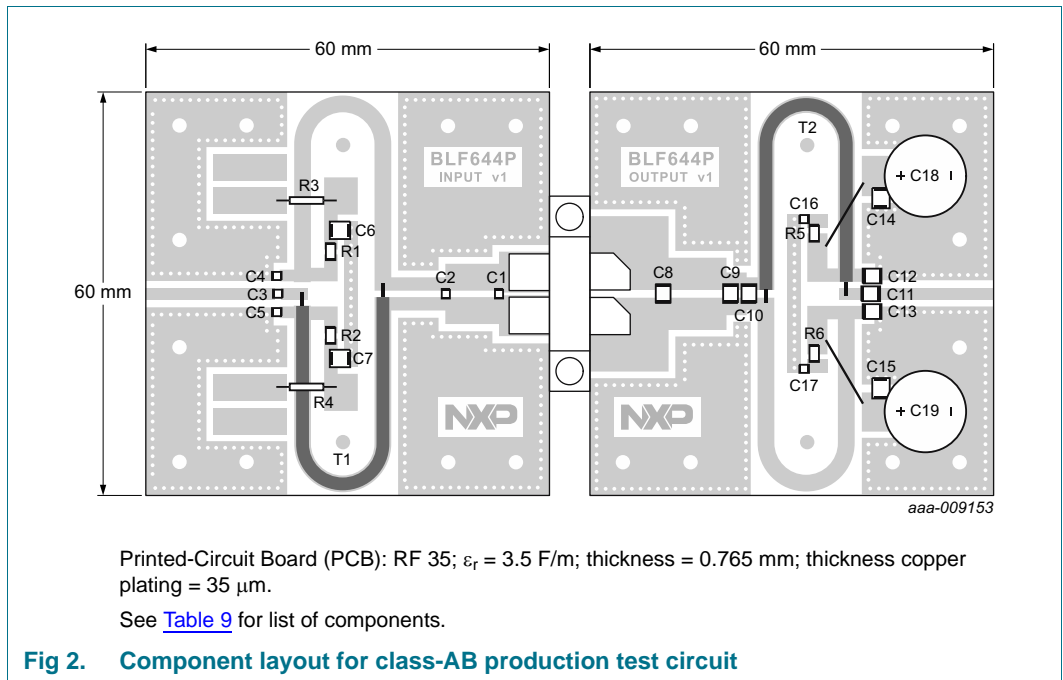 60 mm
60 mm
60 mm
T2
BLF644P
INPUT v1
BLF644P
OUTPUT v1
+ C18 -
R3
C16
C14
C6
R5
R1
C4
C2
C1
C8
C9
C12
C3
C11
C5
C10
C13
R2
R6
C7
C15
C17
R4
+ C19 -
NXP
NXP
T1
aaa-009153
Printed-Circuit Board (PCB): RF 35; εr = 3.5 F/m; thickness = 0.765 mm; thickness copper
plating = 35 μm.
See Table 9 for list of components.
Fig 2. Component layout for class-AB production test circuit